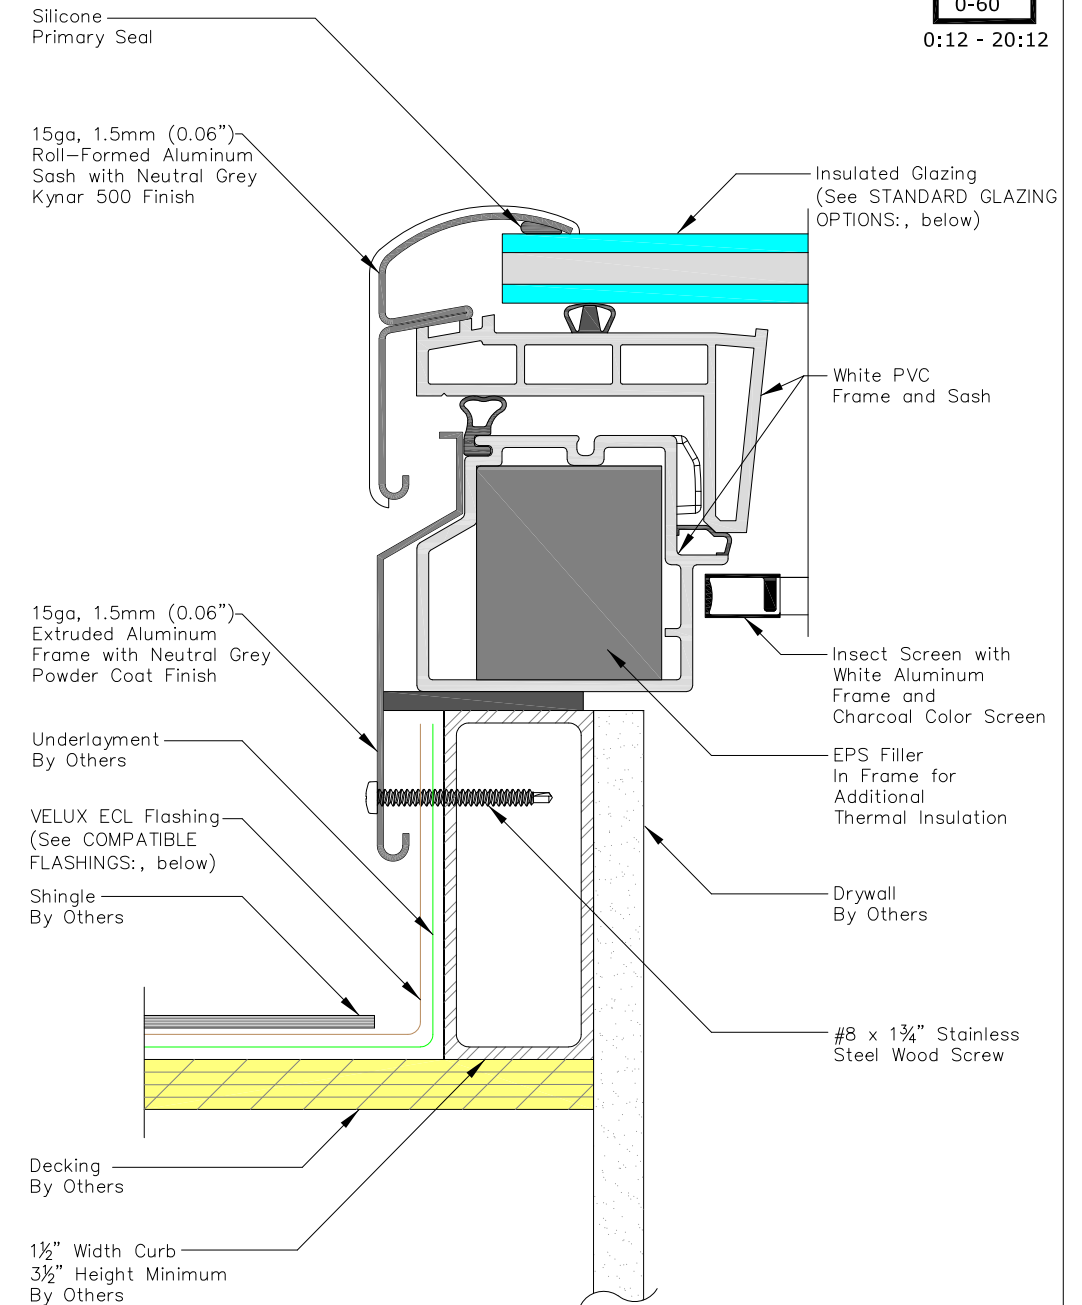 Silicone
Primary Seal
0-60
0:12 - 20:12
15ga, 1.5mm (0.06")
Roll-Formed Aluminum
Sash with Neutral Grey
Kynar 500 Finish
Insulated Glazing
(See STANDARD GLAZING
OPTIONS:, below)
White PVC
Frame and Sash
15ga, 1.5mm (0.06")
Extruded Aluminum
Frame with Neutral Grey
Powder Coat Finish
Insect Screen with
White Aluminum
Frame and
Charcoal Color Screen
Underlayment
By Others
EPS Filler
In Frame for
Additional
Thermal Insulation
VELUX ECL Flashing
(See COMPATIBLE
FLASHINGS:, below)
Shingle
By Others
Drywall
By Others
#8 x 1¾" Stainless
Steel Wood Screw
Decking
By Others
1½" Width Curb
3½" Height Minimum
By Others